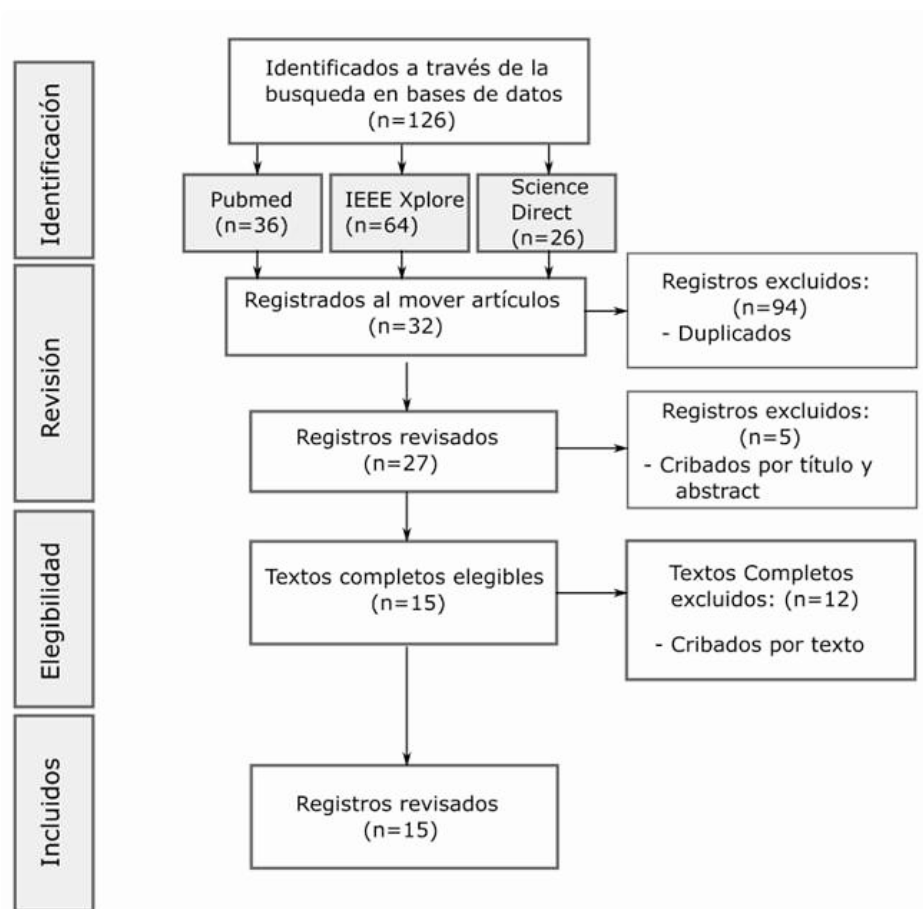 Identificación
Identificados a través de la
busqueda en bases de datos
(n=126)
Pubmed
(n=36)
IEEE Xplore
(n=64)
Science
Direct
(n=26)
Revisión
Registrados al mover artículos
(n=32)
Registros excluidos:
(n=94)
- Duplicados
Registros revisados
(n=27)
Registros excluidos:
(n=5)
- Cribados por título y
abstract
Elegibilidad
Textos completos elegibles
(n=15)
Textos Completos
excluidos: (n=12)
- Cribados por texto
Incluidos
Registros revisados
(n=15)